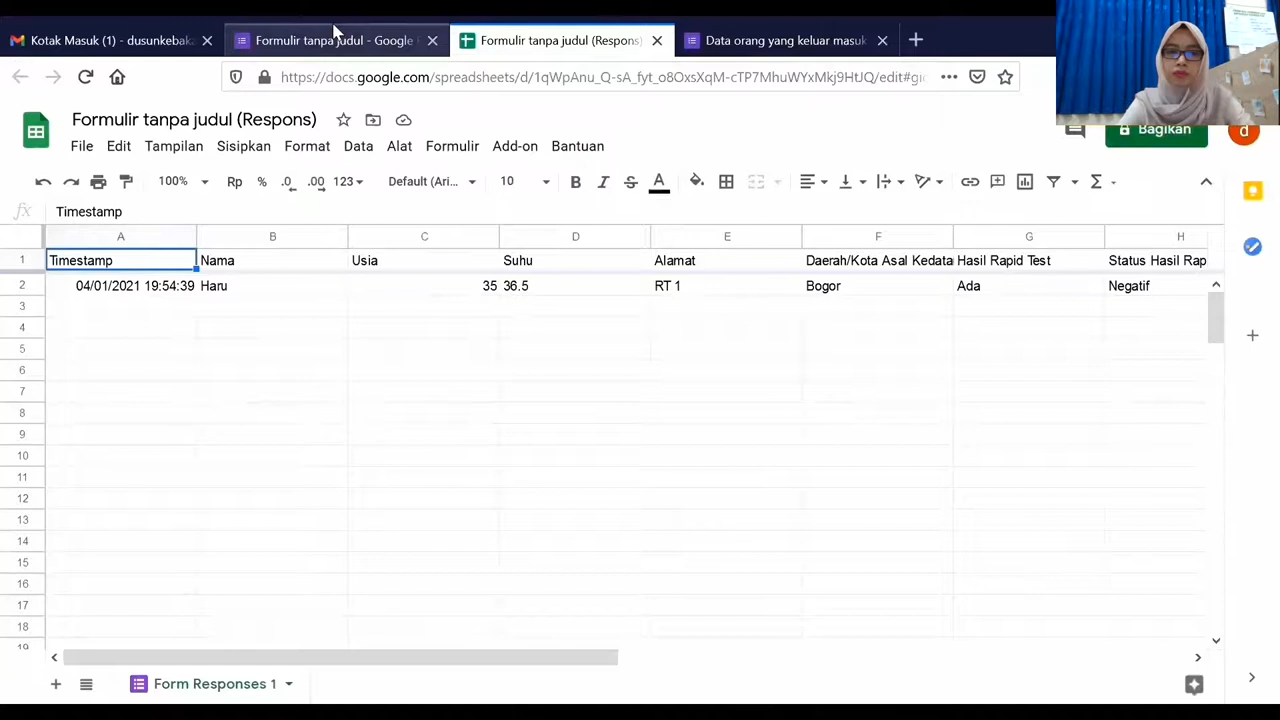 Kotak Masuk (1) - dusunkebaka
Formulir tanpa judul - Google
Formulir tanpa judul (Respons)
Data orang yang keluar masuk
https://docs.google.com/spreadsheets/d/1qWpAnu_Q-sA_fyt_o8OxsXqM-cTP7MhuWYxMkj9HtJQ/edit#gid
Formulir tanpa judul (Respons)
Bagikan
d
File Edit Tampilan Sisipkan Format Data Alat Formulir Add-on Bantuan
100% Rp % .0 .00 123 Default (Ari... 10 B I S A Σ
fx Timestamp
A B C D E F G H
1 Timestamp Nama Usia Suhu Alamat Daerah/Kota Asal Kedata Hasil Rapid Test Status Hasil Rap
2 04/01/2021 19:54:39 Haru 35 36.5 RT 1 Bogor Ada Negatif
3
4
5
6
7
8
9
10
11
12
13
14
15
16
17
18
19
Form Responses 1